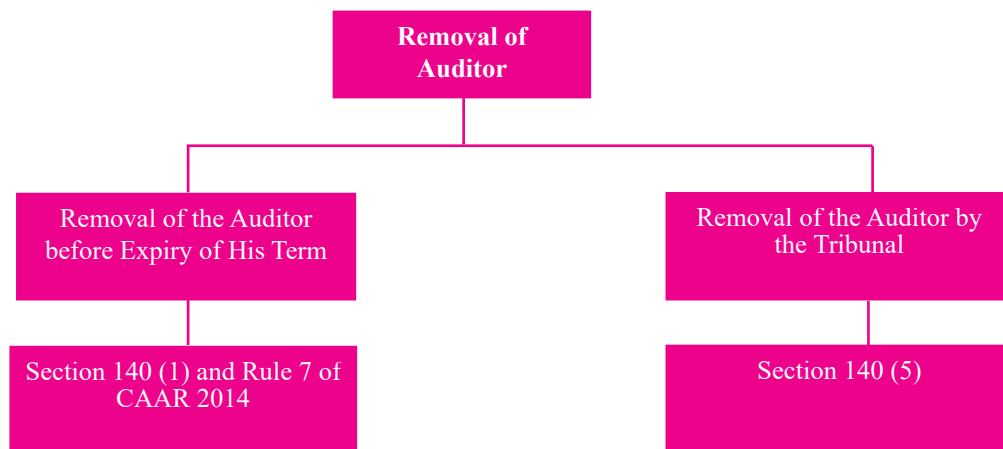 Removal of
Auditor
Removal of the Auditor
before Expiry of His Term
Removal of the Auditor by
the Tribunal
Section 140 (1) and Rule 7 of
CAAR 2014
Section 140 (5)